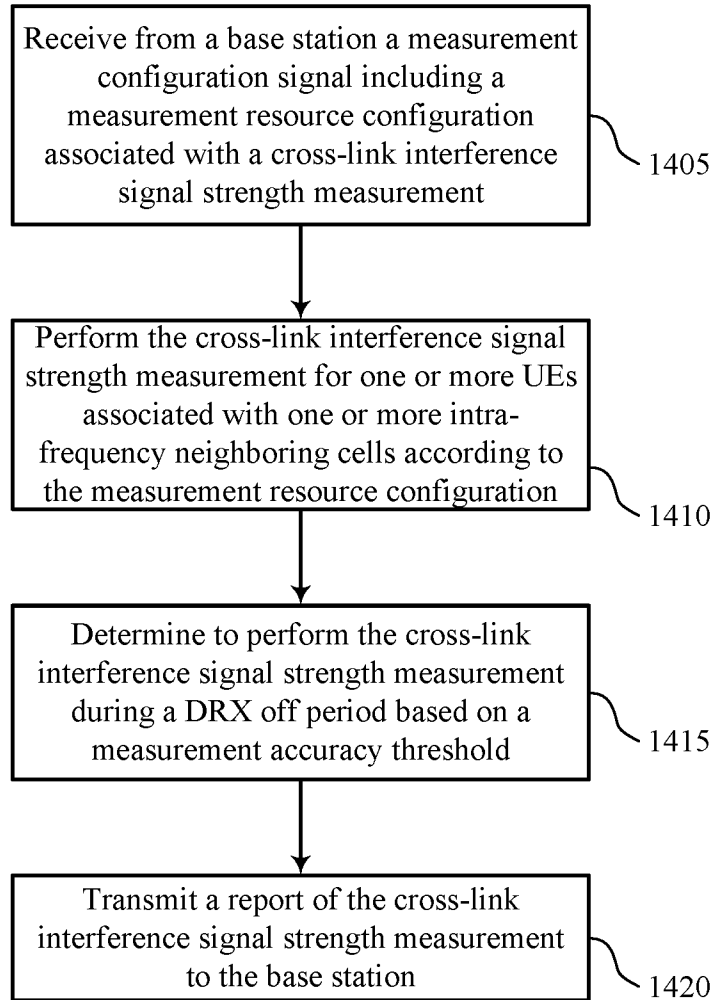 Receive from a base station a measurement
configuration signal including a
measurement resource configuration
associated with a cross-link interference
signal strength measurement
1405
Perform the cross-link interference signal
strength measurement for one or more UEs
associated with one or more intra-
frequency neighboring cells according to
the measurement resource configuration
1410
Determine to perform the cross-link
interference signal strength measurement
during a DRX off period based on a
measurement accuracy threshold
1415
Transmit a report of the cross-link
interference signal strength measurement
to the base station
1420